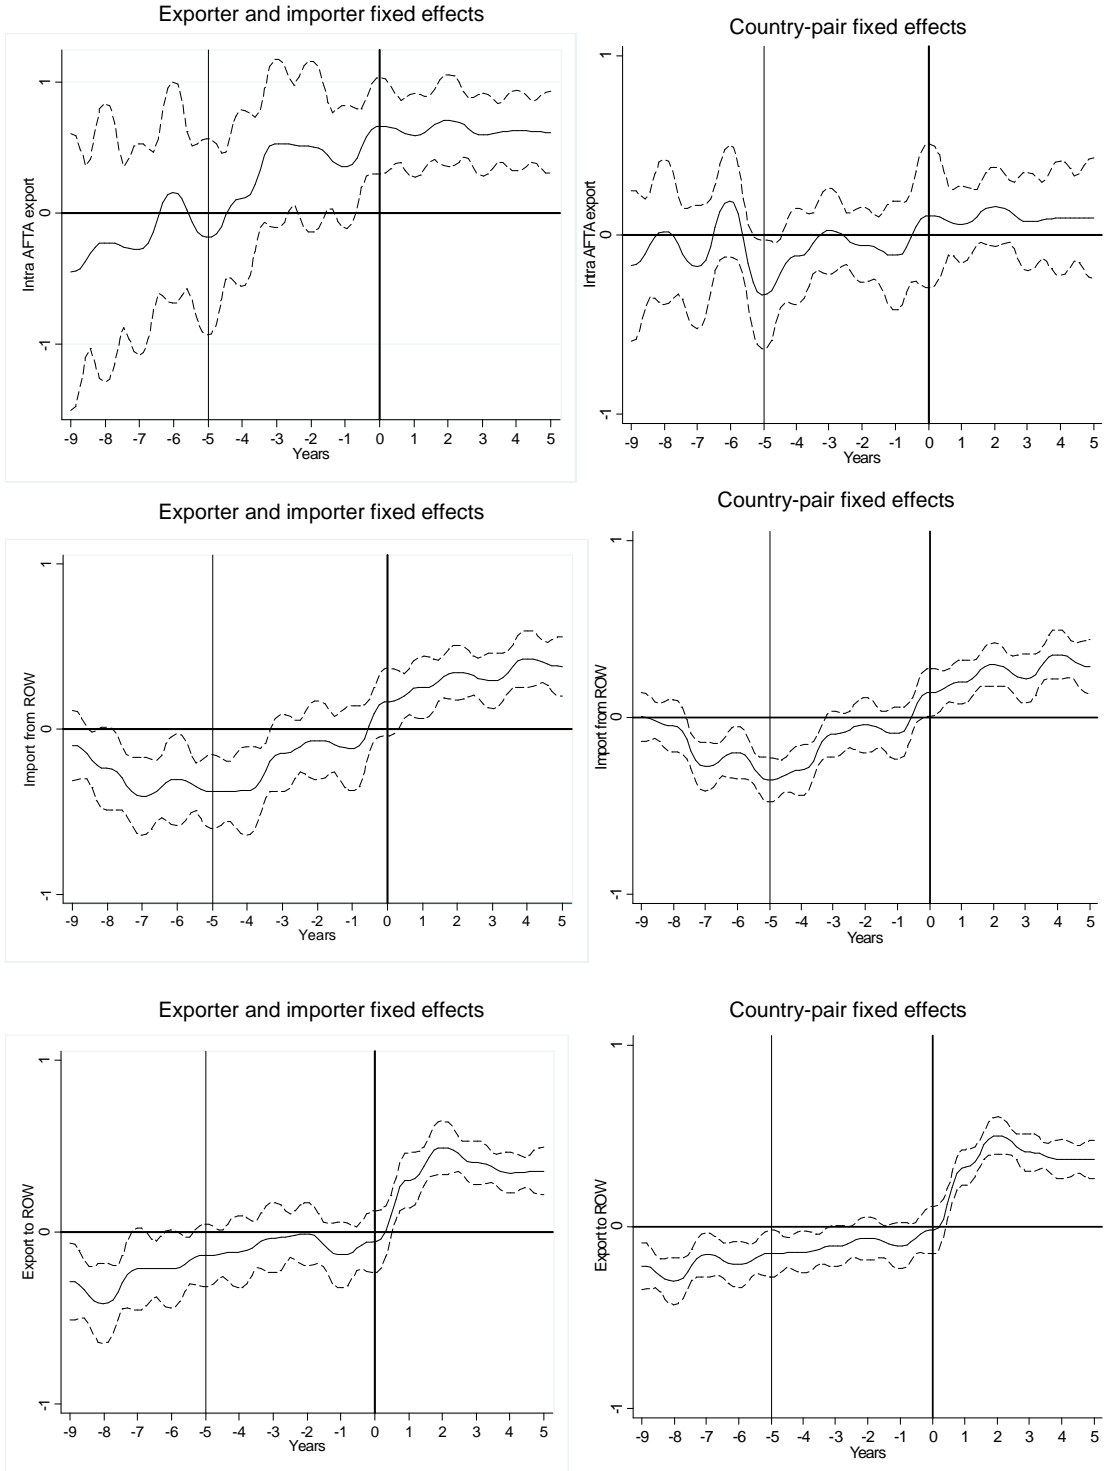 Exporter and importer fixed effects
Country-pair fixed effects
Intra AFTA export
1
0
-1
-9 -8 -7 -6 -5 -4 -3 -2 -1 0 1 2 3 4 5
Years
Intra AFTA export
1
0
-1
-9 -8 -7 -6 -5 -4 -3 -2 -1 0 1 2 3 4 5
Years
Exporter and importer fixed effects
Country-pair fixed effects
Import from ROW
1
0
-1
-9 -8 -7 -6 -5 -4 -3 -2 -1 0 1 2 3 4 5
Years
Import from ROW
1
0
-1
-9 -8 -7 -6 -5 -4 -3 -2 -1 0 1 2 3 4 5
Years
Exporter and importer fixed effects
Country-pair fixed effects
Export to ROW
1
0
-1
-9 -8 -7 -6 -5 -4 -3 -2 -1 0 1 2 3 4 5
Years
Export to ROW
1
0
-1
-9 -8 -7 -6 -5 -4 -3 -2 -1 0 1 2 3 4 5
Years